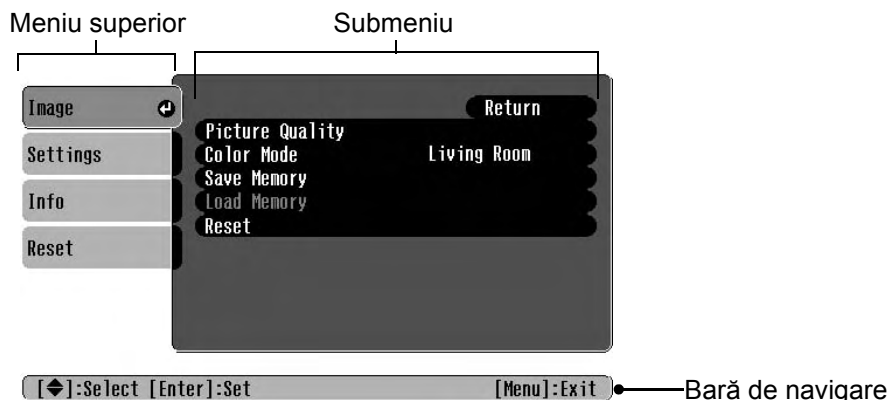 Meniu superior Submeniu
Image
Settings
Info
Reset
Return
Picture Quality
Color Mode Living Room
Save Memory
Load Memory
Reset
[◆]:Select [Enter]:Set [Menu]:Exit
Bară de navigare